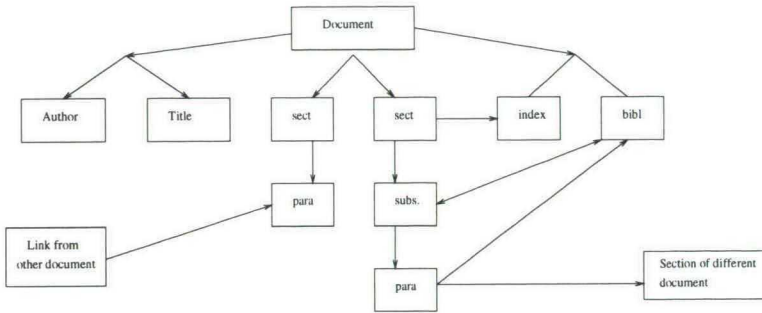 Document
Author
Title
sect
sect
index
bibl
para
subs.
Link from
other document
para
Section of different
document